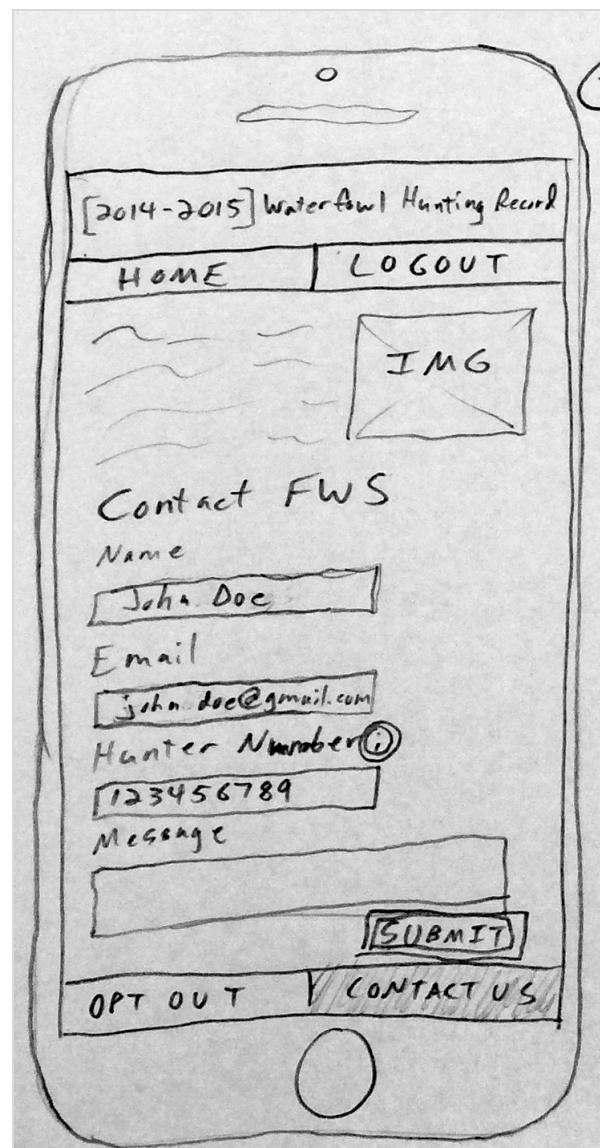 [2014-2015] Waterfowl Hunting Record
HOME LOGOUT
IMG
Contact FWS
Name
John Doe
Email
john doe@gmail.com
Hunter Number i
123456789
Message
SUBMIT
OPT OUT CONTACT US